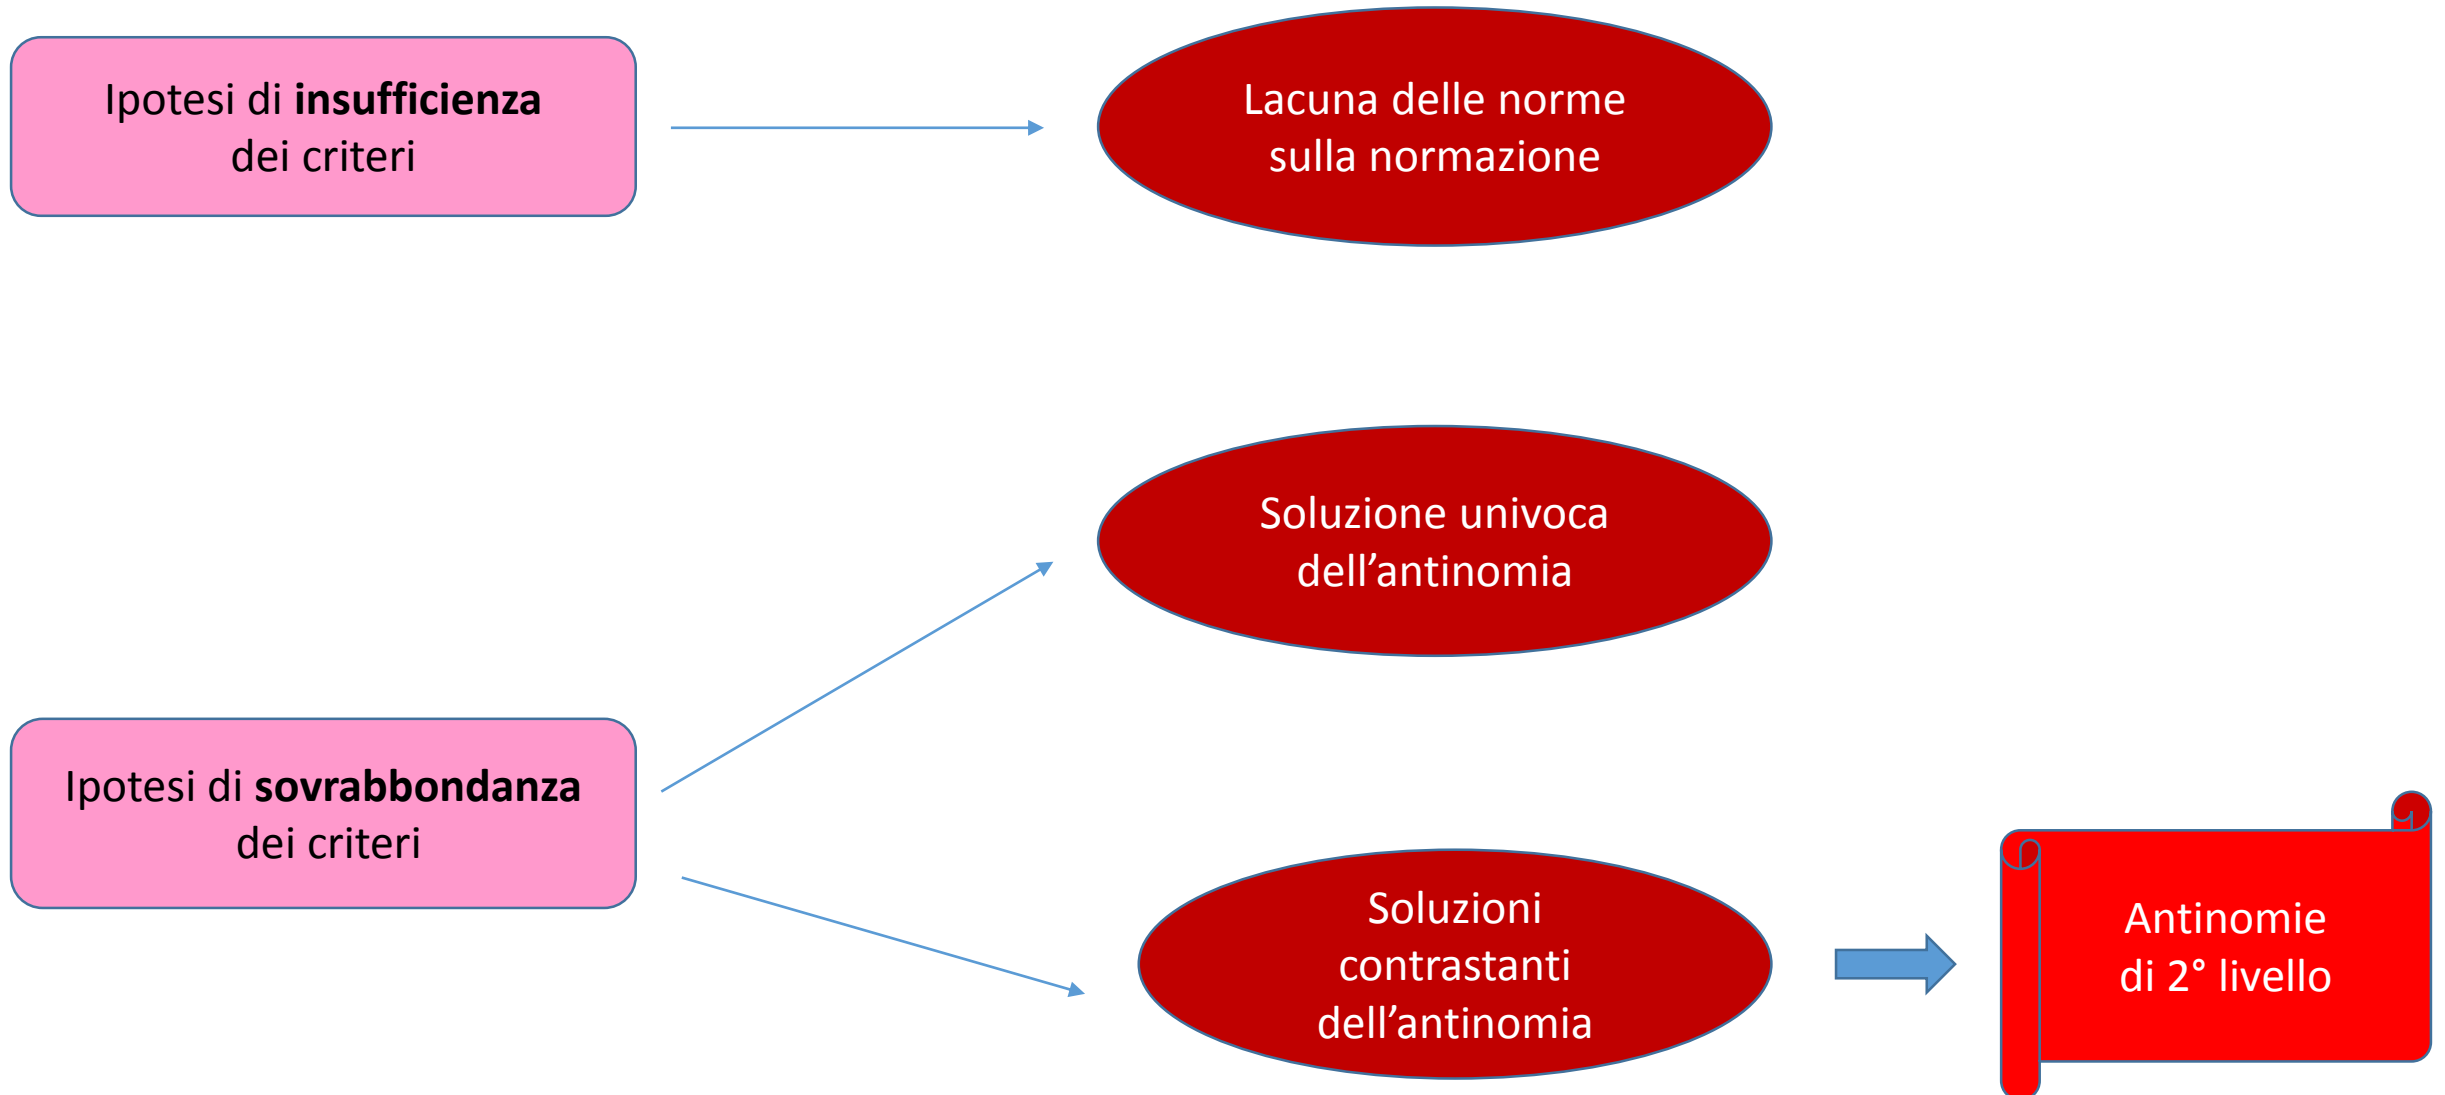 Ipotesi di insufficienza
dei criteri
Lacuna delle norme
sulla normazione
Soluzione univoca
dell’antinomia
Ipotesi di sovrabbondanza
dei criteri
Soluzioni
contrastanti
dell’antinomia
Antinomie
di 2° livello